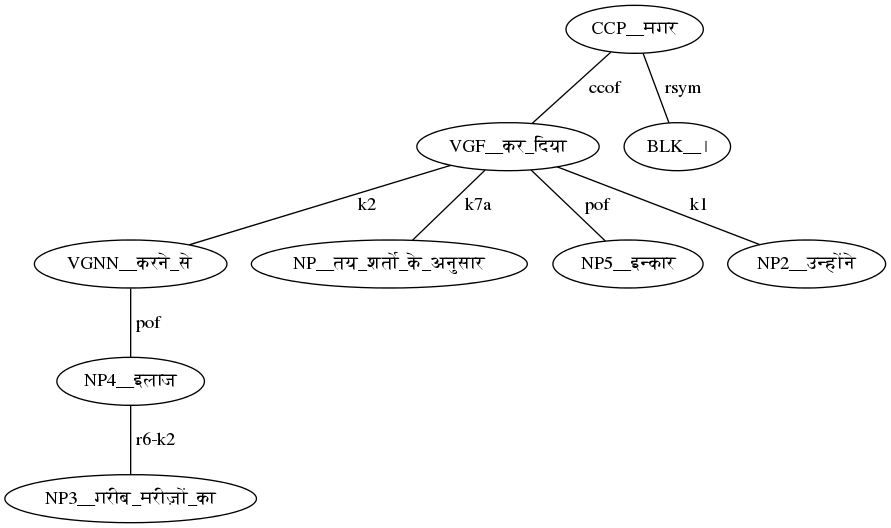 CCP__मगर
ccof rsym
VGF__कर_दिया BLK__।
k2 k7a pof k1
VGNN__करने_से NP__तय_शर्तो_के_अनुसार NP5__इन्कार NP2__उन्होंने
pof
NP4__इलाज
r6-k2
NP3__गरीब_मरीज़ों_का